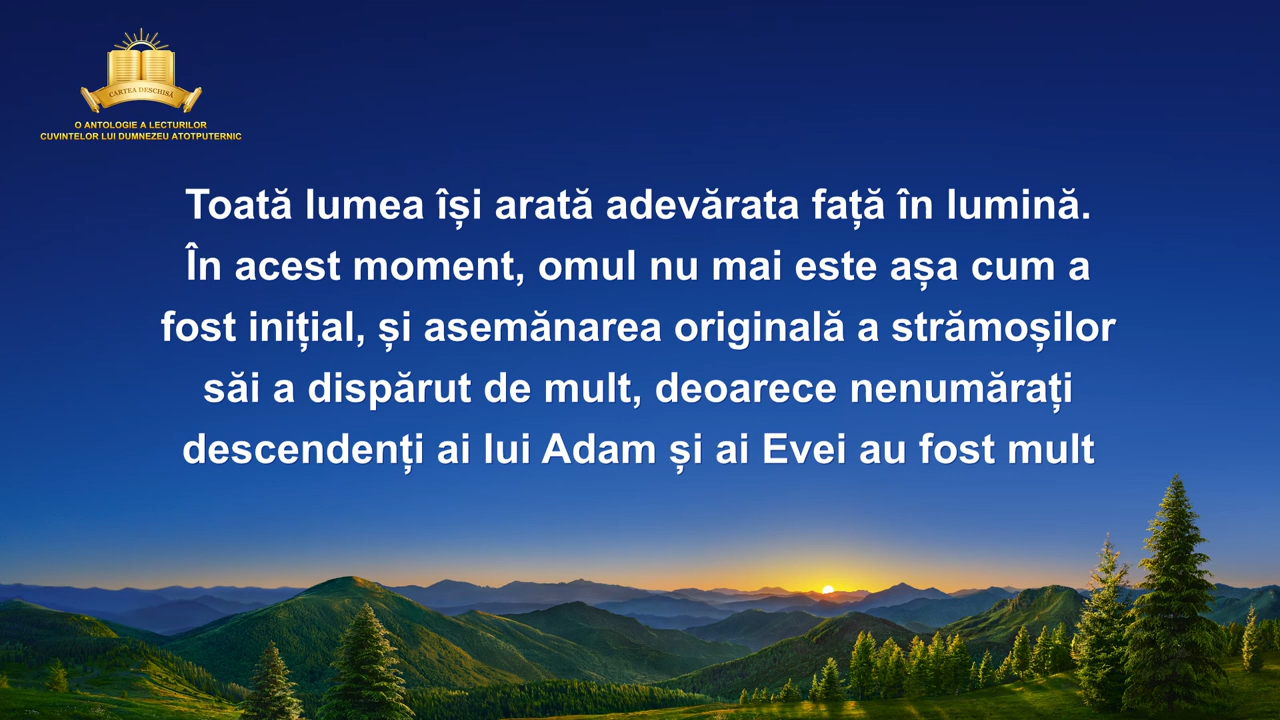 CARTEA DESCHISĂ
O ANTOLOGIE A LECTURILOR
CUVINTELOR LUI DUMNEZEU ATOTPUTERNIC
Toată lumea își arată adevărata față în lumină.
În acest moment, omul nu mai este așa cum a
fost inițial, și asemănarea originală a strămoșilor
săi a dispărut de mult, deoarece nenumărați
descendenți ai lui Adam și ai Evei au fost mult